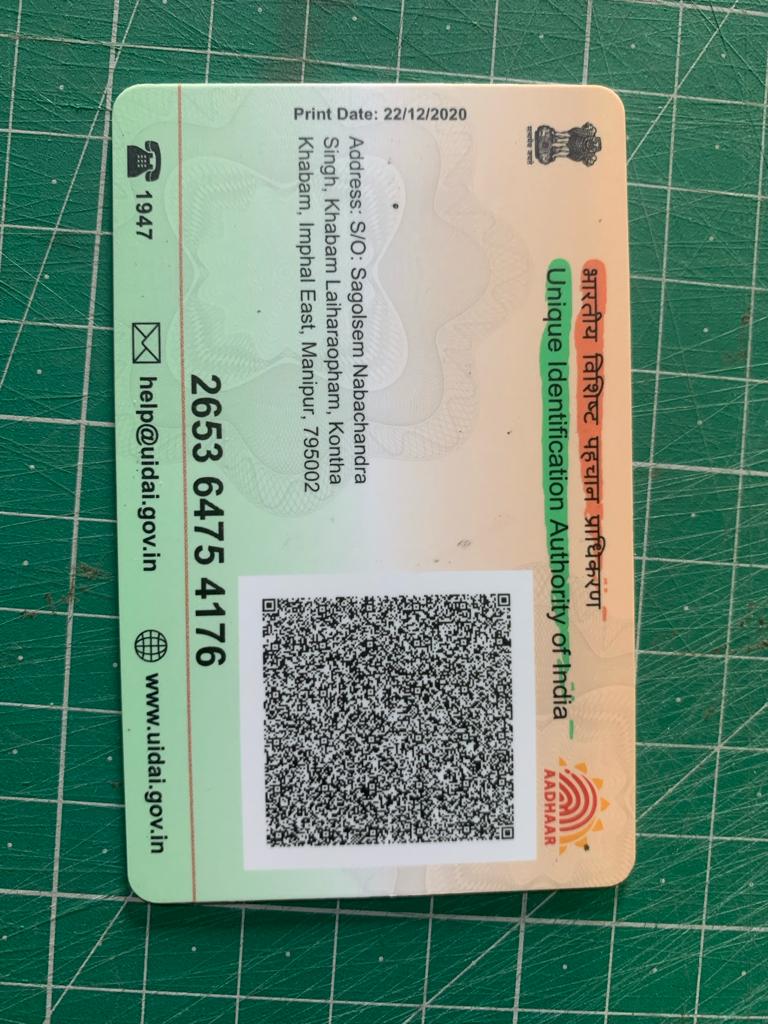 भारतीय विशिष्ट पहचान प्राधिकरण
Unique Identification Authority of India
AADHAAR
Print Date: 22/12/2020
Address: S/O: Sagolsem Nabachandra
Singh, Khabam Laiharaopham, Kontha
Khabam, Imphal East, Manipur, 795002
2653 6475 4176
1947
help@uidai.gov.in
www.uidai.gov.in